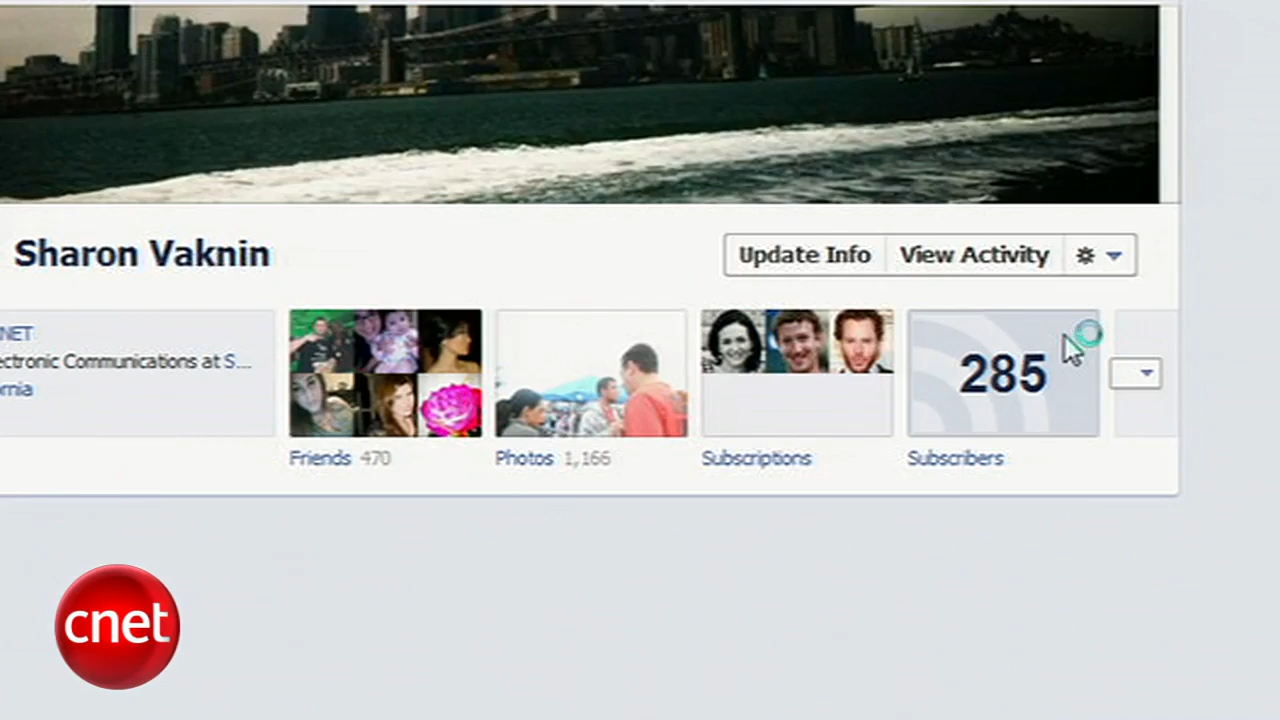 Sharon Vaknin
Update Info
View Activity
NET
ectronic Communications at S...
rnia
285
Friends 470
Photos 1,166
Subscriptions
Subscribers
cnet